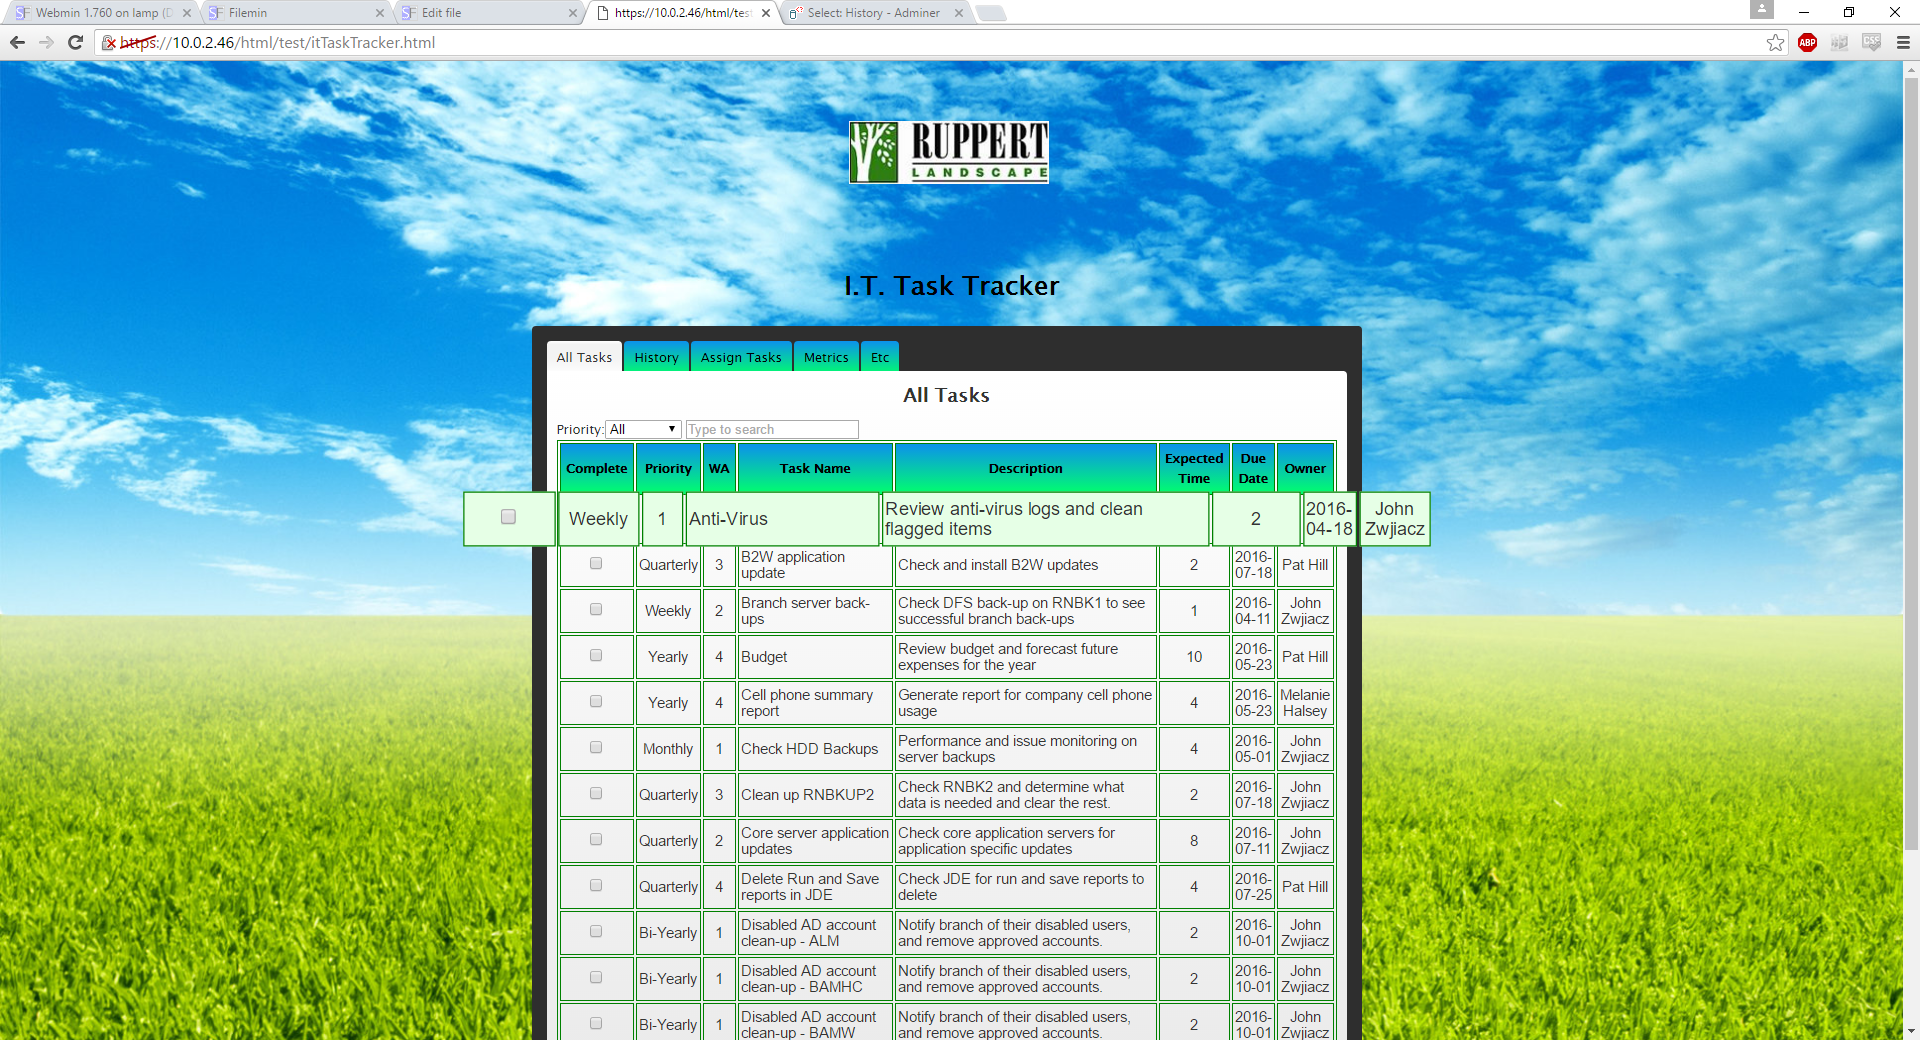 Webmin 1.760 on lamp (D
Filemin
Edit file
https://10.0.2.46/html/test
Select: History - Adminer
https://10.0.2.46/html/test/itTaskTracker.html
ABP
CSS
RUPPERT
LANDSCAPE
I.T. Task Tracker
All Tasks History Assign Tasks Metrics Etc
All Tasks
Priority: All Type to search
Complete Priority WA Task Name Description Expected Time Due Date Owner
Weekly 1 Anti-Virus Review anti-virus logs and clean flagged items 2 2016-04-18 John Zwjiacz
Quarterly 3 B2W application update Check and install B2W updates 2 2016-07-18 Pat Hill
Weekly 2 Branch server back-ups Check DFS back-up on RNBK1 to see successful branch back-ups 1 2016-04-11 John Zwjiacz
Yearly 4 Budget Review budget and forecast future expenses for the year 10 2016-05-23 Pat Hill
Yearly 4 Cell phone summary report Generate report for company cell phone usage 4 2016-05-23 Melanie Halsey
Monthly 1 Check HDD Backups Performance and issue monitoring on server backups 4 2016-05-01 John Zwjiacz
Quarterly 3 Clean up RNBKUP2 Check RNBK2 and determine what data is needed and clear the rest. 2 2016-07-18 John Zwjiacz
Quarterly 2 Core server application updates Check core application servers for application specific updates 8 2016-07-11 John Zwjiacz
Quarterly 4 Delete Run and Save reports in JDE Check JDE for run and save reports to delete 4 2016-07-25 Pat Hill
Bi-Yearly 1 Disabled AD account clean-up - ALM Notify branch of their disabled users, and remove approved accounts. 2 2016-10-01 John Zwjiacz
Bi-Yearly 1 Disabled AD account clean-up - BAMHC Notify branch of their disabled users, and remove approved accounts. 2 2016-10-01 John Zwjiacz
Bi-Yearly 1 Disabled AD account clean-up - BAMW Notify branch of their disabled users, and remove approved accounts. 2 2016-10-01 John Zwjiacz